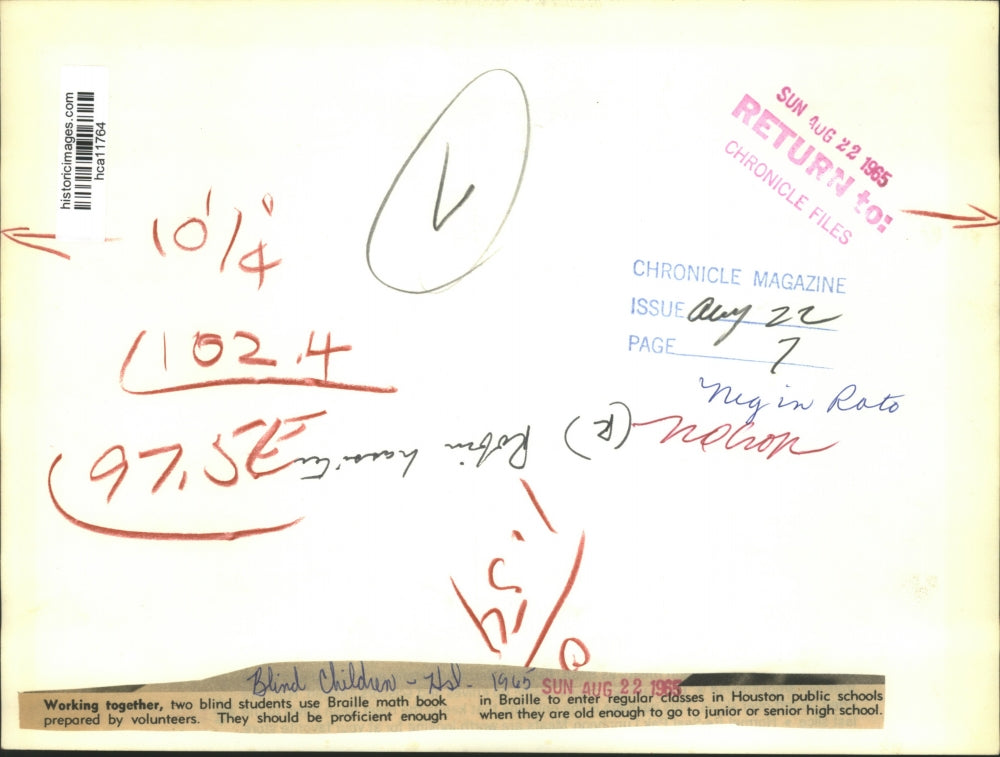 historicimages.com
hca11764
SUN AUG 22 1965
RETURN to:
CHRONICLE FILES
10 1/4
102.4
97.5E
CHRONICLE MAGAZINE
ISSUE Aug 22
PAGE 7
Neg in Roto
(R) Robin
Blind Children - Hsl. 1965
SUN AUG 22 1965
Working together, two blind students use Braille math book
prepared by volunteers. They should be proficient enough
in Braille to enter regular classes in Houston public schools
when they are old enough to go to junior or senior high school.